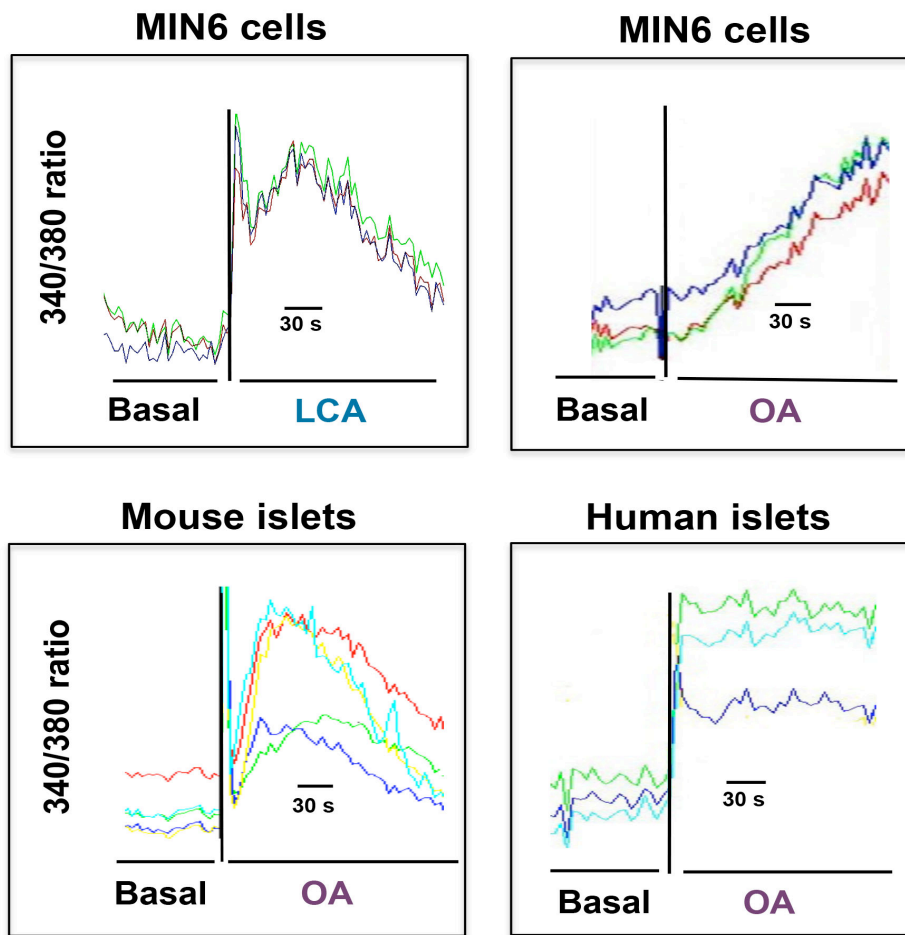 MIN6 cells
340/380 ratio
30 s
Basal
LCA
MIN6 cells
30 s
Basal
OA
Mouse islets
340/380 ratio
30 s
Basal
OA
Human islets
30 s
Basal
OA